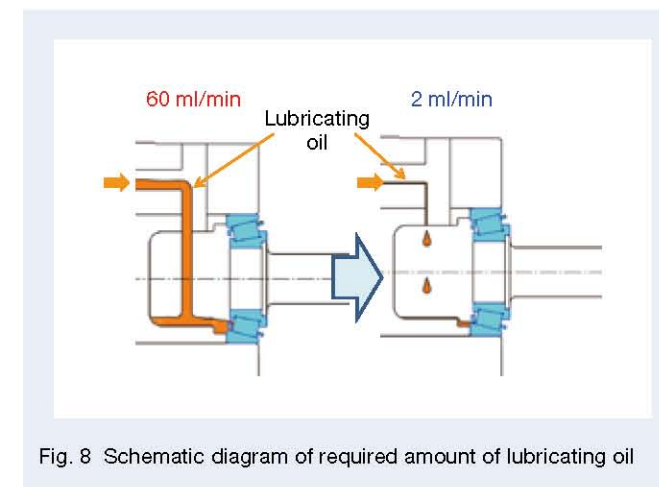 60 ml/min
2 ml/min
Lubricating
oil
Fig. 8 Schematic diagram of required amount of lubricating oil